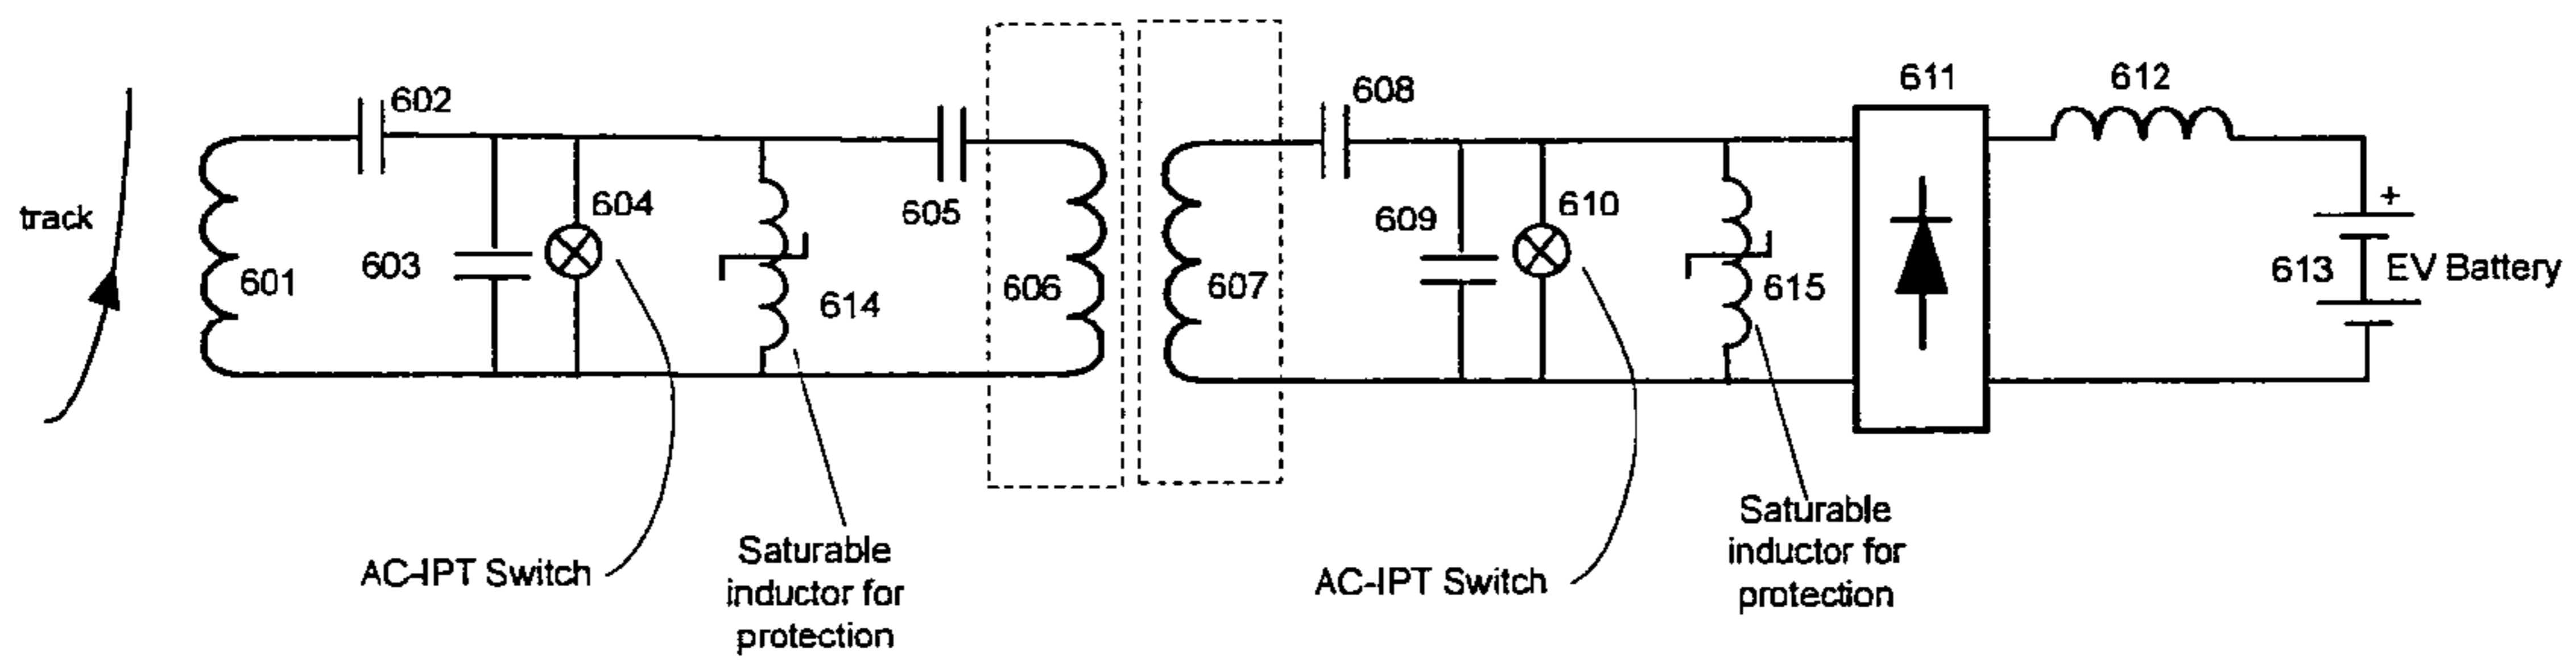 track
601
602
603
604
614
605
606
607
608
609
610
615
611
612
+
613
EV Battery
AC-IPT Switch
Saturable
inductor for
protection
AC-IPT Switch
Saturable
inductor for
protection